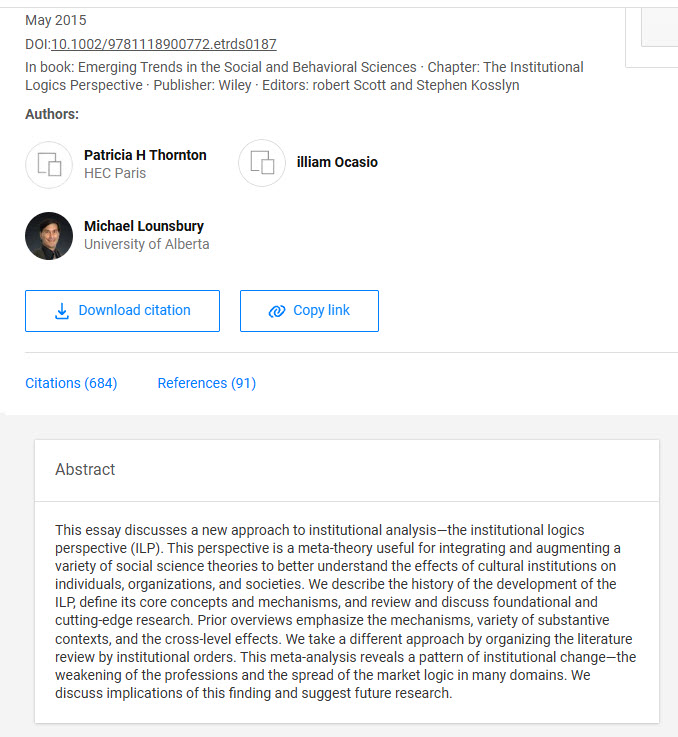 May 2015
DOI:10.1002/9781118900772.etrds0187
In book: Emerging Trends in the Social and Behavioral Sciences · Chapter: The Institutional
Logics Perspective · Publisher: Wiley · Editors: robert Scott and Stephen Kosslyn
Authors:
Patricia H Thornton
HEC Paris
illiam Ocasio
Michael Lounsbury
University of Alberta
Download citation
Copy link
Citations (684)
References (91)
Abstract
This essay discusses a new approach to institutional analysis—the institutional logics
perspective (ILP). This perspective is a meta-theory useful for integrating and augmenting a
variety of social science theories to better understand the effects of cultural institutions on
individuals, organizations, and societies. We describe the history of the development of the
ILP, define its core concepts and mechanisms, and review and discuss foundational and
cutting-edge research. Prior overviews emphasize the mechanisms, variety of substantive
contexts, and the cross-level effects. We take a different approach by organizing the literature
review by institutional orders. This meta-analysis reveals a pattern of institutional change—the
weakening of the professions and the spread of the market logic in many domains. We
discuss implications of this finding and suggest future research.